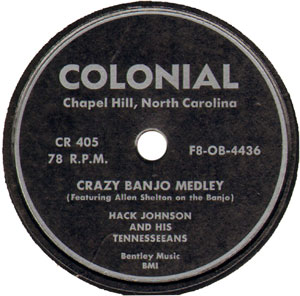 COLONIAL
Chapel Hill, North Carolina
CR 405
78 R.P.M.
F8-OB-4436
CRAZY BANJO MEDLEY
(Featuring Allen Shelton on the Banjo)
HACK JOHNSON
AND HIS
TENNESSEEANS
Bentley Music
BMI